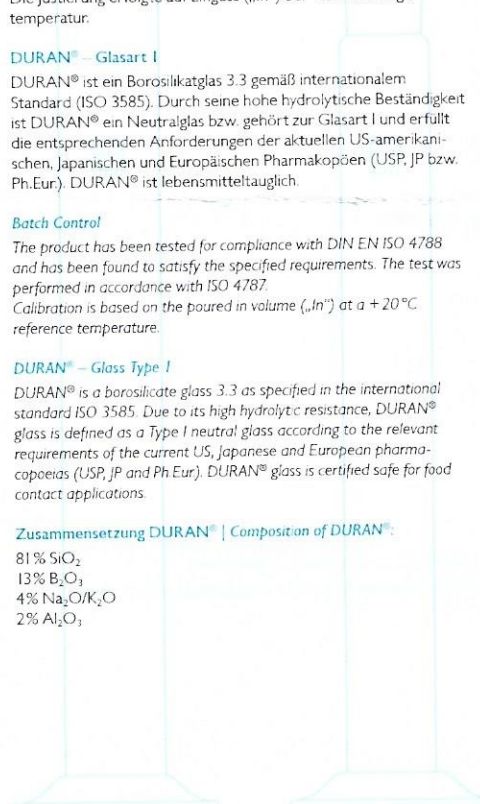 temperatur.
DURAN® – Glasart I
DURAN® ist ein Borosilikatglas 3.3 gemäß internationalem
Standard (ISO 3585). Durch seine hohe hydrolytische Beständigkeit
ist DURAN® ein Neutralglas bzw. gehört zur Glasart I und erfüllt
die entsprechenden Anforderungen der aktuellen US-amerikani-
schen, Japanischen und Europäischen Pharmakopöen (USP, JP bzw.
Ph.Eur.). DURAN® ist lebensmitteltauglich.
Batch Control
The product has been tested for compliance with DIN EN ISO 4788
and has been found to satisfy the specified requirements. The test was
performed in accordance with ISO 4787.
Calibration is based on the poured in volume („In“) at a +20°C
reference temperature.
DURAN® – Glass Type I
DURAN® is a borosilicate glass 3.3 as specified in the international
standard ISO 3585. Due to its high hydrolytic resistance, DURAN®
glass is defined as a Type I neutral glass according to the relevant
requirements of the current US, Japanese and European pharma-
copoeias (USP, JP and Ph.Eur.). DURAN® glass is certified safe for food
contact applications.
Zusammensetzung DURAN® | Composition of DURAN®:
81% SiO₂
13% B₂O₃
4% Na₂O/K₂O
2% Al₂O₃